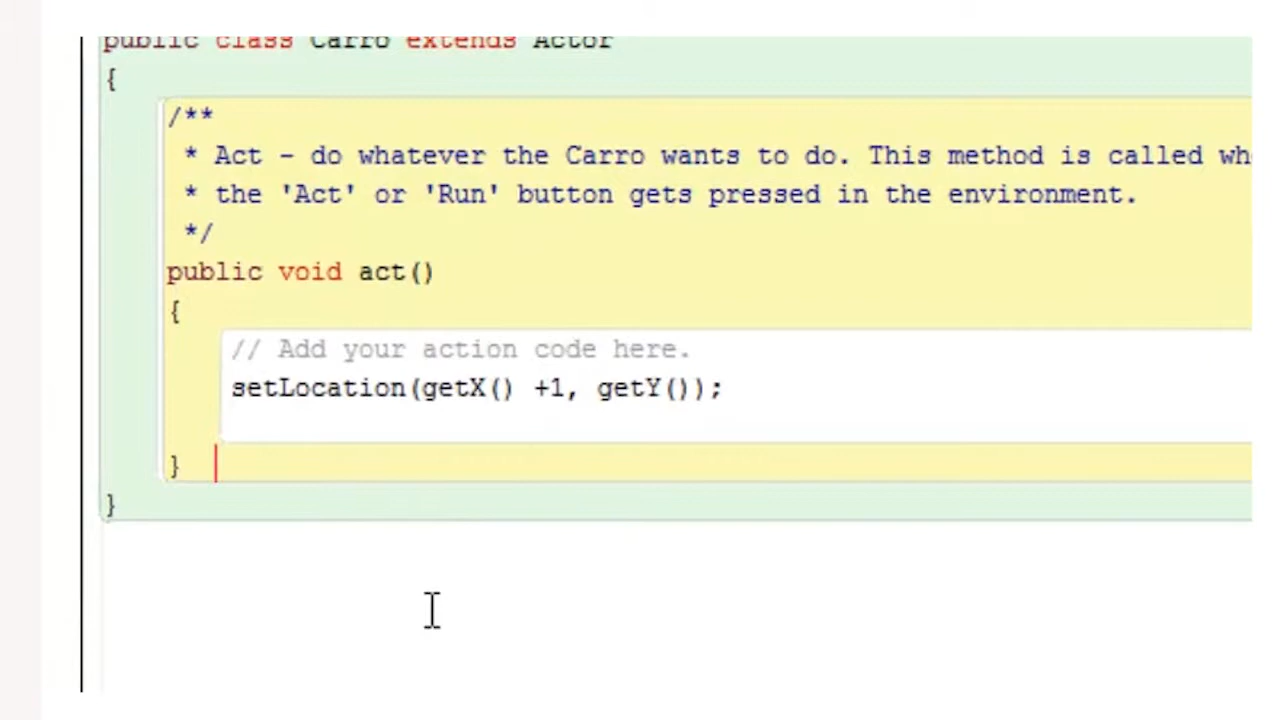 public class Carro extends Actor
{
/**
* Act - do whatever the Carro wants to do. This method is called
* the 'Act' or 'Run' button gets pressed in the environment.
*/
public void act()
{
// Add your action code here.
setLocation(getX() +1, getY());
}
}